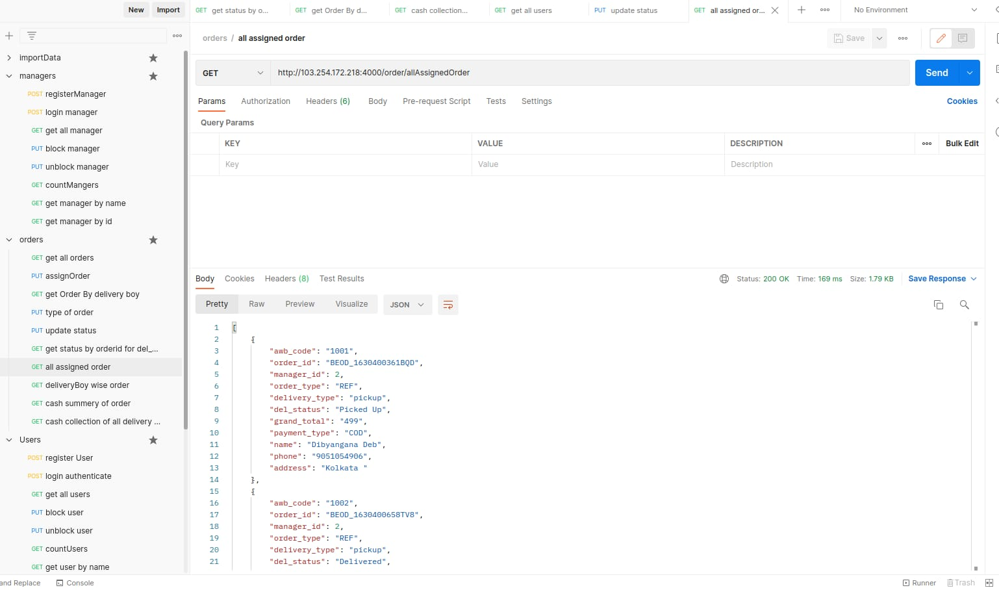 New Import
GET get status by o...
GET get Order By d...
GET cash collection...
GET get all users
PUT update status
GET all assigned or...
No Environment
orders / all assigned order
Save
importData
managers
POST registerManager
POST login manager
GET get all manager
PUT block manager
PUT unblock manager
GET countMangers
GET get manager by name
GET get manager by id
orders
GET get all orders
PUT assignOrder
GET get Order By delivery boy
PUT type of order
PUT update status
GET get status by orderid for del_...
GET all assigned order
GET deliveryBoy wise order
GET cash summery of order
GET cash collection of all delivery ...
Users
POST register User
POST login authenticate
GET get all users
PUT block user
PUT unblock user
GET countUsers
GET get user by name
GET http://103.254.172.218:4000/order/allAssignedOrder Send
Params Authorization Headers (6) Body Pre-request Script Tests Settings Cookies
Query Params
KEY VALUE DESCRIPTION Bulk Edit
Key Value Description
Body Cookies Headers (8) Test Results Status: 200 OK Time: 169 ms Size: 1.79 KB Save Response
Pretty Raw Preview Visualize JSON
1 [
2 {
3 "awb_code": "1001",
4 "order_id": "BEOD_1630400361BQD",
5 "manager_id": 2,
6 "order_type": "REF",
7 "delivery_type": "pickup",
8 "del_status": "Picked Up",
9 "grand_total": "499",
10 "payment_type": "COD",
11 "name": "Dibyangana Deb",
12 "phone": "9051054906",
13 "address": "Kolkata "
14 },
15 {
16 "awb_code": "1002",
17 "order_id": "BEOD_1630400658TV8",
18 "manager_id": 2,
19 "order_type": "REF",
20 "delivery_type": "pickup",
21 "del_status": "Delivered",
and Replace Console Runner Trash